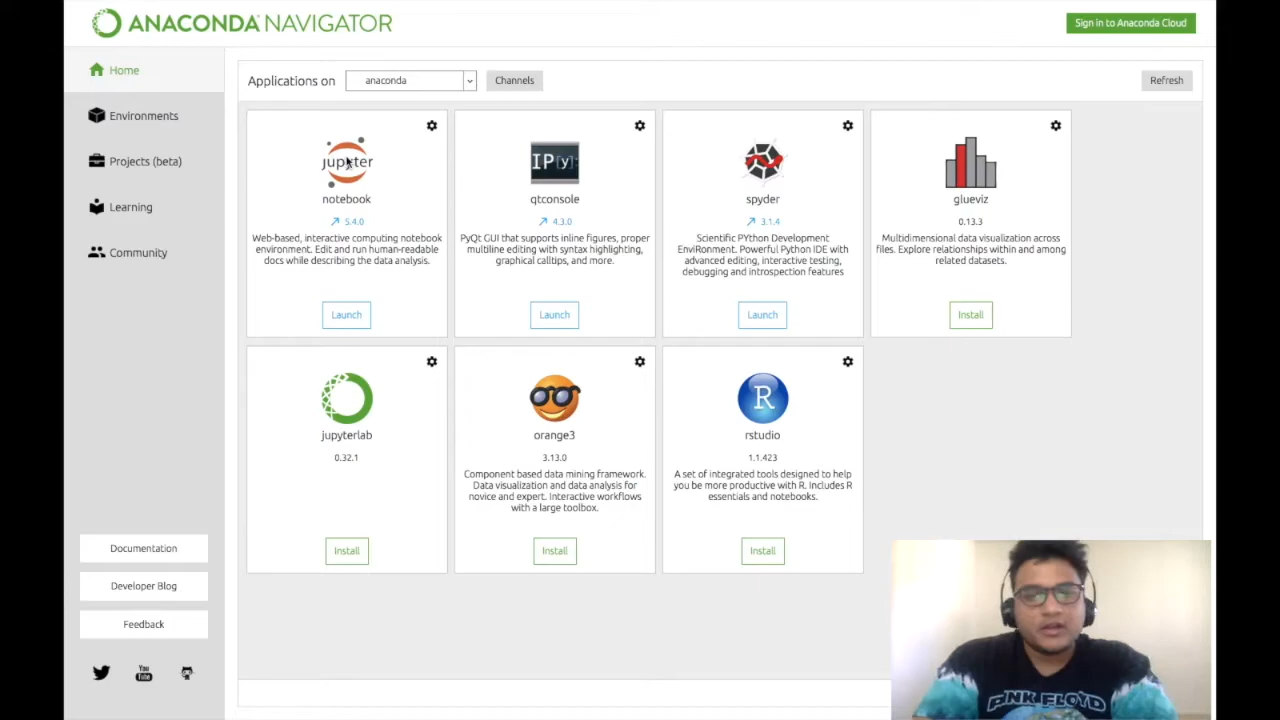 ANACONDA NAVIGATOR
Sign in to Anaconda Cloud
Home
Environments
Projects (beta)
Learning
Community
Documentation
Developer Blog
Feedback
You
Tube
Applications on
anaconda
Channels
Refresh
jupyter
notebook
5.4.0
Web-based, interactive computing notebook
environment. Edit and run human-readable
docs while describing the data analysis.
Launch
IP[y]:
qtconsole
4.3.0
PyQt GUI that supports inline figures, proper
multiline editing with syntax highlighting,
graphical calltips, and more.
Launch
spyder
3.1.4
Scientific PYthon Development
EnviRonment. Powerful Python IDE with
advanced editing, interactive testing,
debugging and introspection features
Launch
glueviz
0.13.3
Multidimensional data visualization across
files. Explore relationships within and among
related datasets.
Install
jupyterlab
0.32.1
Install
orange3
3.13.0
Component based data mining framework.
Data visualization and data analysis for
novice and expert. Interactive workflows
with a large toolbox.
Install
R
rstudio
1.1.423
A set of integrated tools designed to help
you be more productive with R. Includes R
essentials and notebooks.
Install
PINK FLOYD